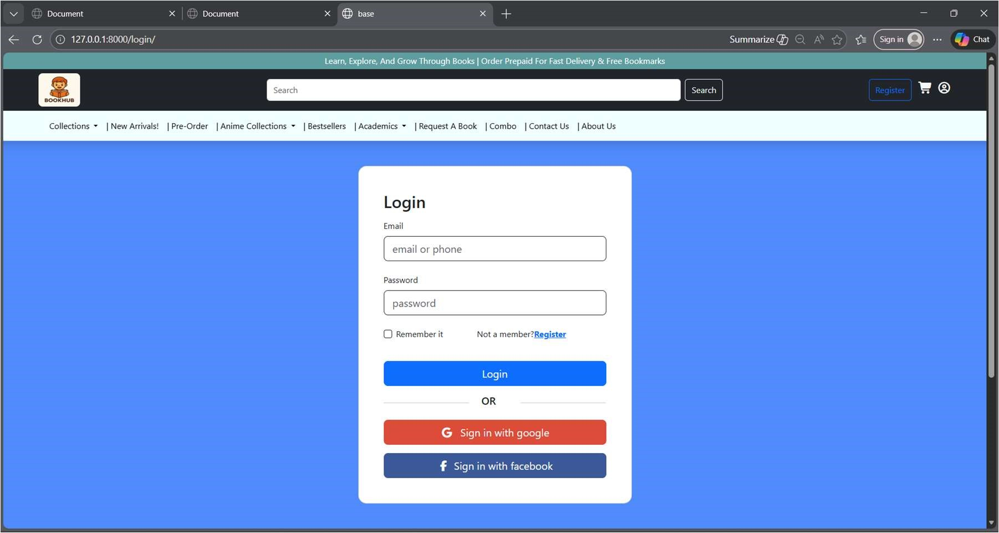 Document
Document
base
127.0.0.1:8000/login/
Summarize
Sign in
Chat
Learn, Explore, And Grow Through Books | Order Prepaid For Fast Delivery & Free Bookmarks
BOOKHUB
Search
Search
Register
Collections | New Arrivals! | Pre-Order | Anime Collections | Bestsellers | Academics | Request A Book | Combo | Contact Us | About Us
Login
Email
email or phone
Password
password
Remember it
Not a member?Register
Login
OR
G Sign in with google
f Sign in with facebook